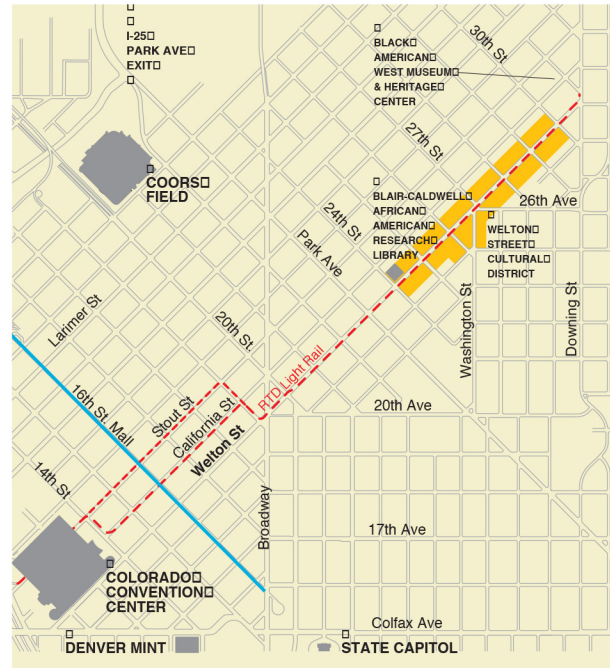 I-25
PARK AVE
EXIT
BLACK
AMERICAN
WEST MUSEUM
& HERITAGE
CENTER
30th St
27th St
COORS
FIELD
BLAIR-CALDWELL
AFRICAN
AMERICAN
RESEARCH
LIBRARY
24th St
26th Ave
WELTON
STREET
CULTURAL
DISTRICT
Park Ave
Larimer St
20th St.
Washington St
Downing St
RTD Light Rail
16th St. Mall
Stout St
California St
Welton St
20th Ave
14th St
Broadway
17th Ave
COLORADO
CONVENTION
CENTER
Colfax Ave
DENVER MINT
STATE CAPITOL